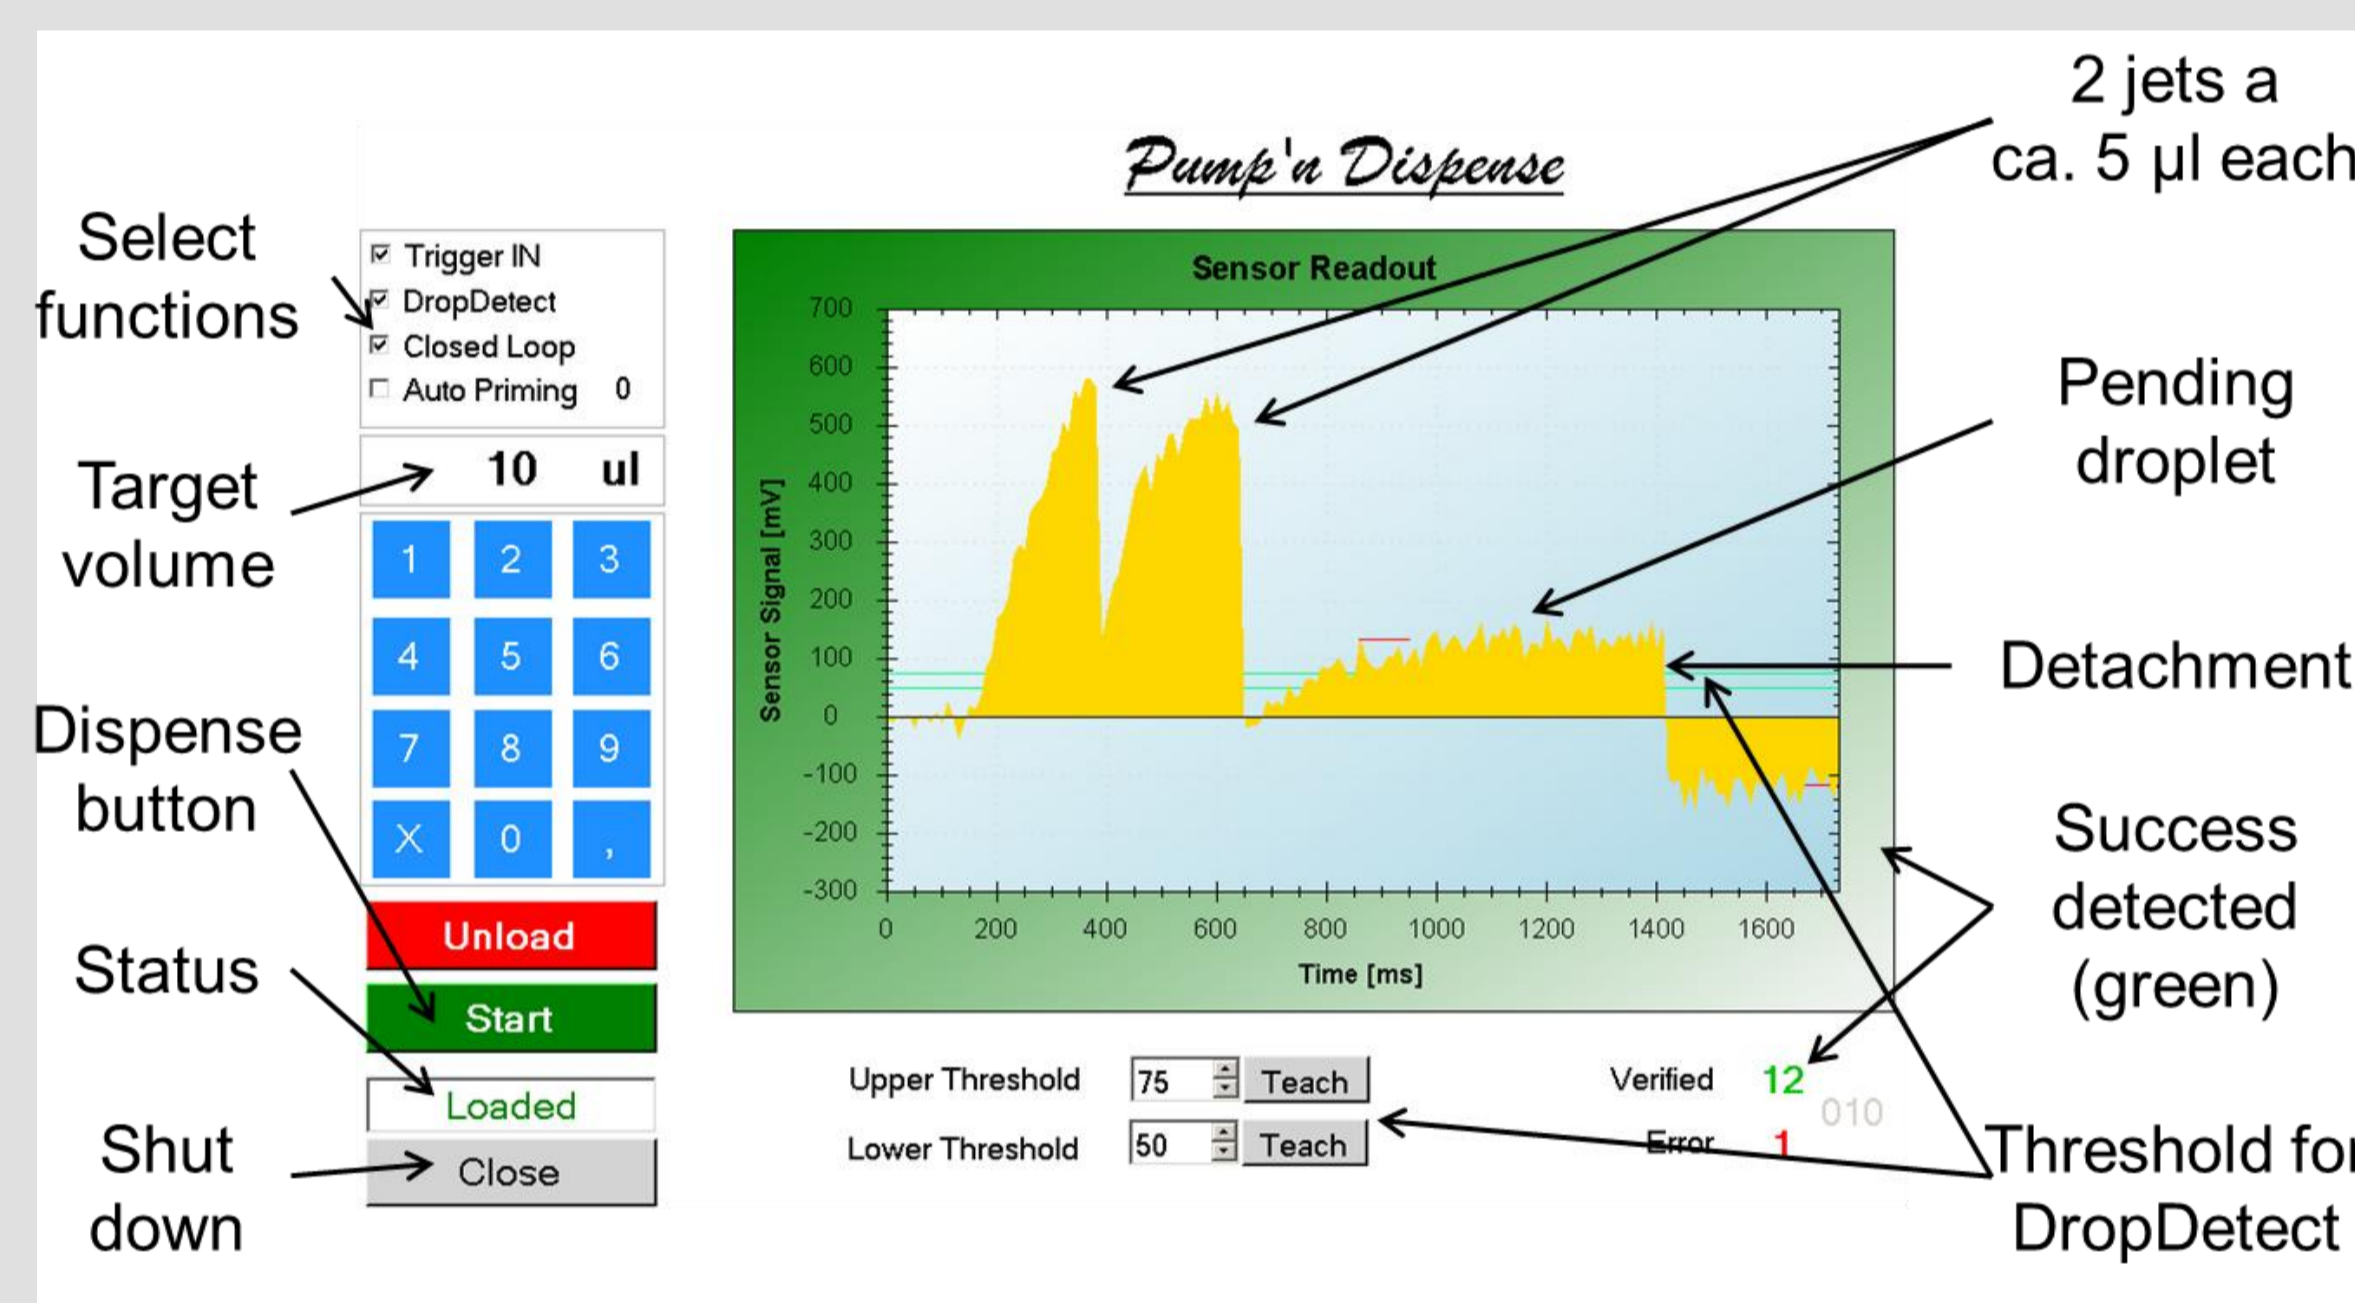 2 jets a
ca. 5 µl each
Pump'n Dispense
Select
functions
Trigger IN
DropDetect
Closed Loop
Auto Priming 0
Target
volume
10 ul
1 2 3
4 5 6
7 8 9
X 0 ,
Dispense
button
Unload
Status
Start
Loaded
Shut
down
Close
Sensor Readout
Sensor Signal [mV]
700
600
500
400
300
200
100
0
-100
-200
-300
0 200 400 600 800 1000 1200 1400 1600
Time [ms]
Pending
droplet
Detachment
Success
detected
(green)
Upper Threshold 75 Teach
Lower Threshold 50 Teach
Verified 12
010
Error 1
Threshold for
DropDetect